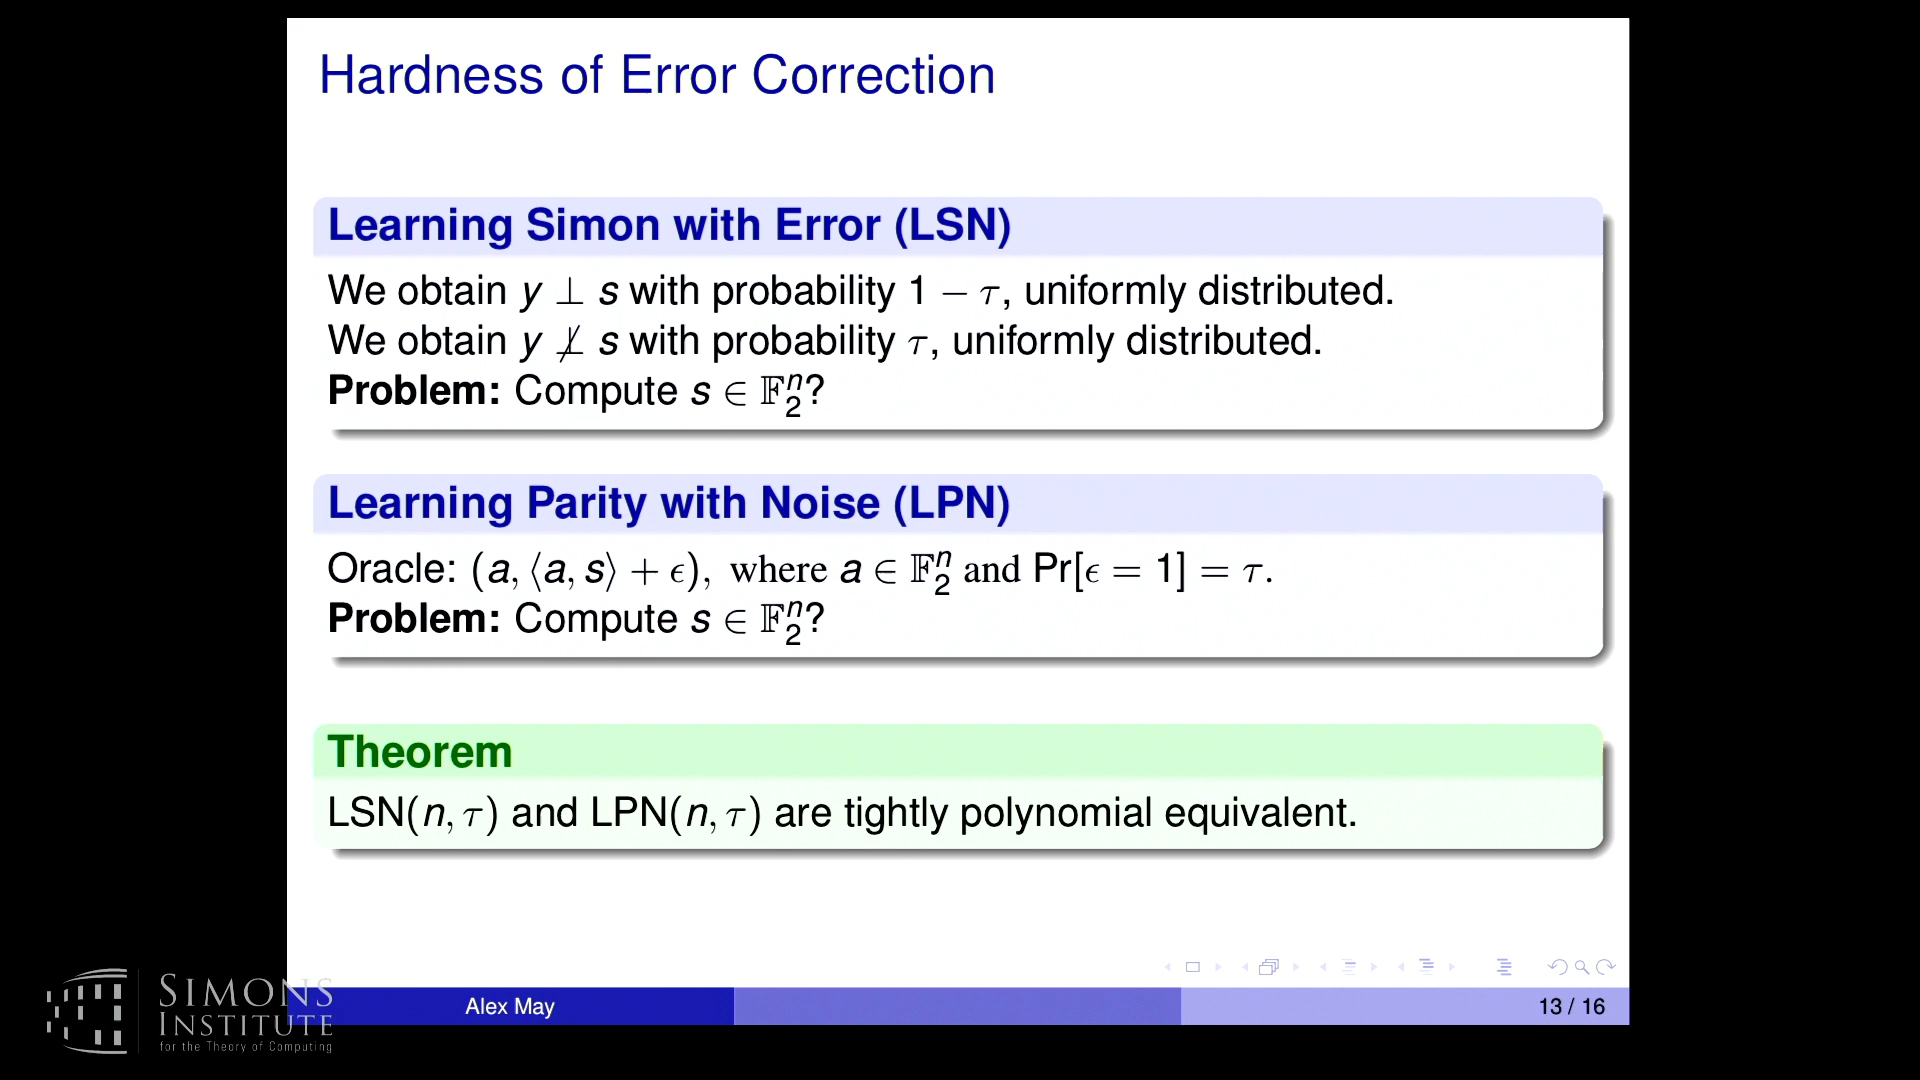 Hardness of Error Correction
Learning Simon with Error (LSN)
We obtain y ⊥ s with probability 1 − τ, uniformly distributed.
We obtain y ⊥̸ s with probability τ, uniformly distributed.
Problem: Compute s ∈ 𝔽₂ⁿ?
Learning Parity with Noise (LPN)
Oracle: (a, ⟨a, s⟩ + ϵ), where a ∈ 𝔽₂ⁿ and Pr[ϵ = 1] = τ.
Problem: Compute s ∈ 𝔽₂ⁿ?
Theorem
LSN(n, τ) and LPN(n, τ) are tightly polynomial equivalent.
Alex May
13 / 16
SIMONS
INSTITUTE
for the Theory of Computing